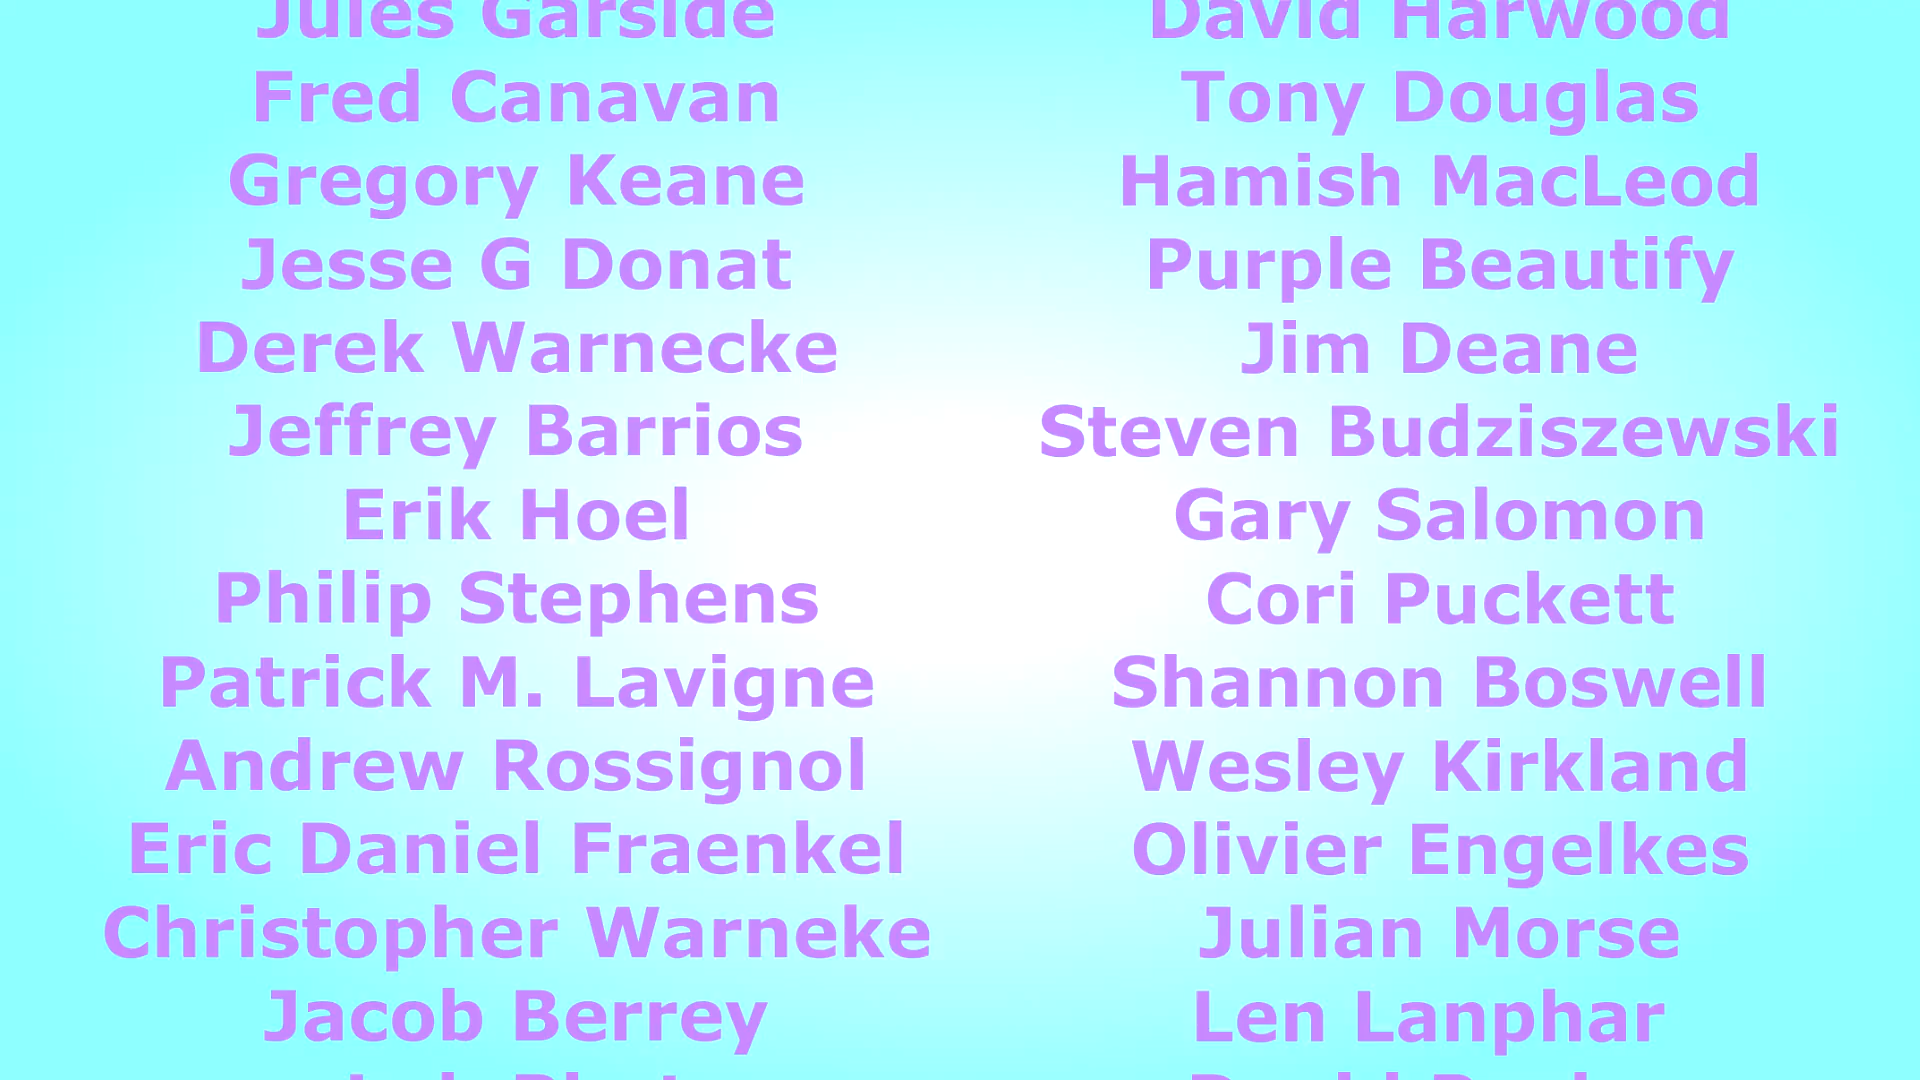 Jules Garside
Fred Canavan
Gregory Keane
Jesse G Donat
Derek Warnecke
Jeffrey Barrios
Erik Hoel
Philip Stephens
Patrick M. Lavigne
Andrew Rossignol
Eric Daniel Fraenkel
Christopher Warneke
Jacob Berrey
David Harwood
Tony Douglas
Hamish MacLeod
Purple Beautify
Jim Deane
Steven Budziszewski
Gary Salomon
Cori Puckett
Shannon Boswell
Wesley Kirkland
Olivier Engelkes
Julian Morse
Len Lanphar